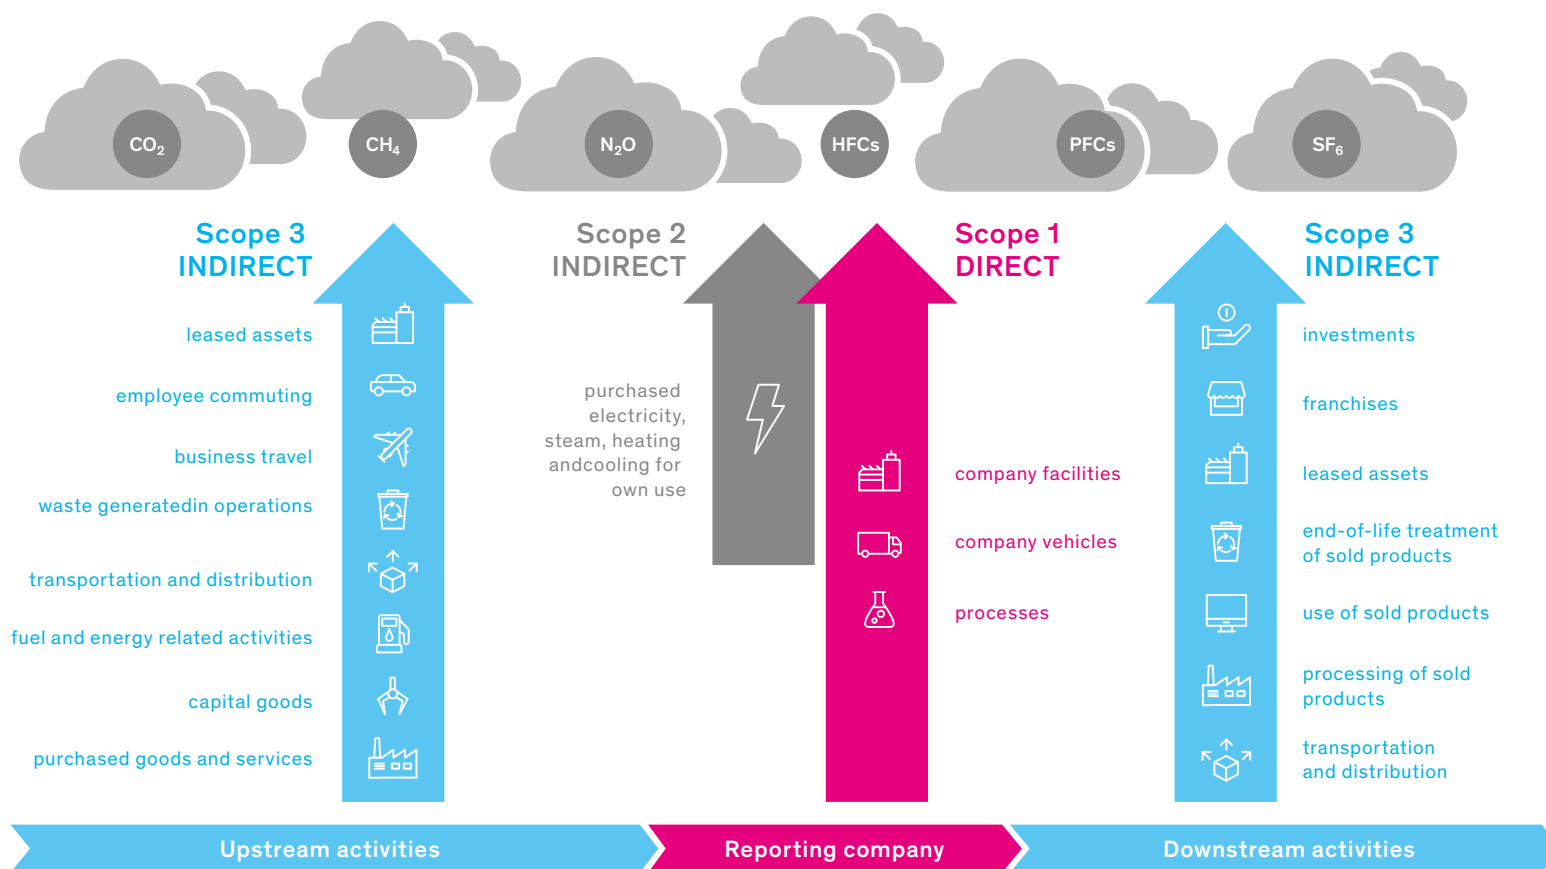 CO₂
CH₄
N₂O
HFCs
PFCs
SF₆
Scope 3
INDIRECT
leased assets
employee commuting
business travel
waste generatedin operations
transportation and distribution
fuel and energy related activities
capital goods
purchased goods and services
Scope 2
INDIRECT
purchased
electricity,
steam, heating
andcooling for
own use
Scope 1
DIRECT
company facilities
company vehicles
processes
Scope 3
INDIRECT
investments
franchises
leased assets
end-of-life treatment
of sold products
use of sold products
processing of sold
products
transportation
and distribution
Upstream activities
Reporting company
Downstream activities